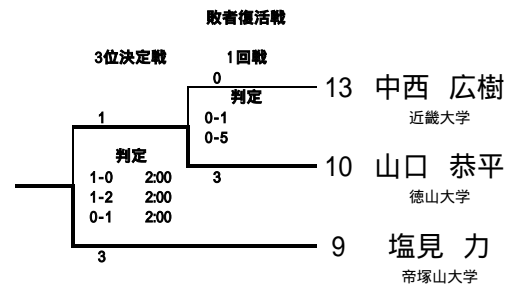 敗者復活戦
3位決定戦 1回戦
0
13 中西 広樹
判定
近畿大学
1
0-1
0-5
判定
10 山口 恭平
1-0 2:00
3
徳山大学
1-2 2:00
0-1 2:00
9 塩見 力
3
帝塚山大学